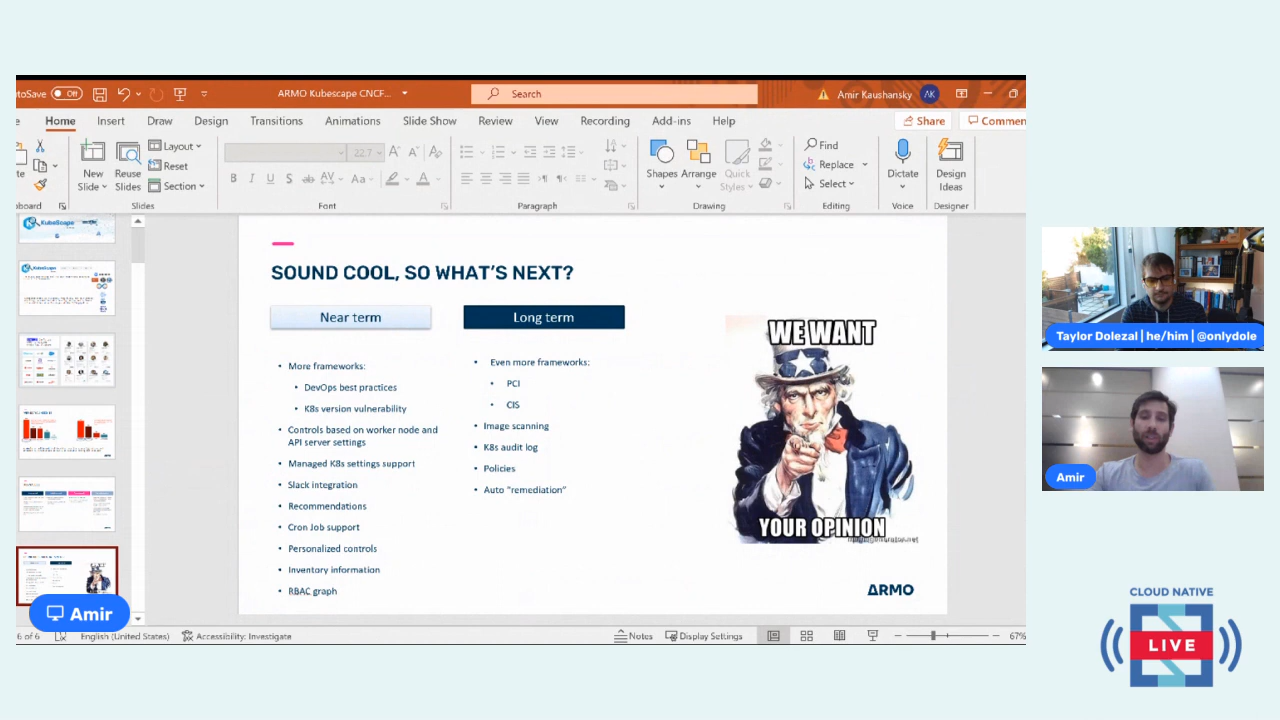 utoSave Off
ARMO Kubescape CNCF...
Search
Amir Kaushansky AK
Home Insert Draw Design Transitions Animations Slide Show Review View Recording Add-ins Help
Share Commen
New Slide
Reuse Slides
Layout
Reset
Section
22.7
Aa
Shapes Arrange
Quick Styles
Find
Replace
Select
Dictate
Design Ideas
board Slides Font Paragraph Drawing Editing Voice Designer
SOUND COOL, SO WHAT'S NEXT?
Near term
• More frameworks:
• DevOps best practices
• K8s version vulnerability
• Controls based on worker node and
API server settings
• Managed K8s settings support
• Slack integration
• Recommendations
• Cron Job support
• Personalized controls
• Inventory information
• RBAC graph
Long term
• Even more frameworks:
• PCI
• CIS
• Image scanning
• K8s audit log
• Policies
• Auto "remediation"
WE WANT
YOUR OPINION
ARMO
Amir
6 of 6 English (United States) Accessibility: Investigate Notes Display Settings 67%
Taylor Dolezal | he/him | @onlydole
Amir
CLOUD NATIVE
LIVE